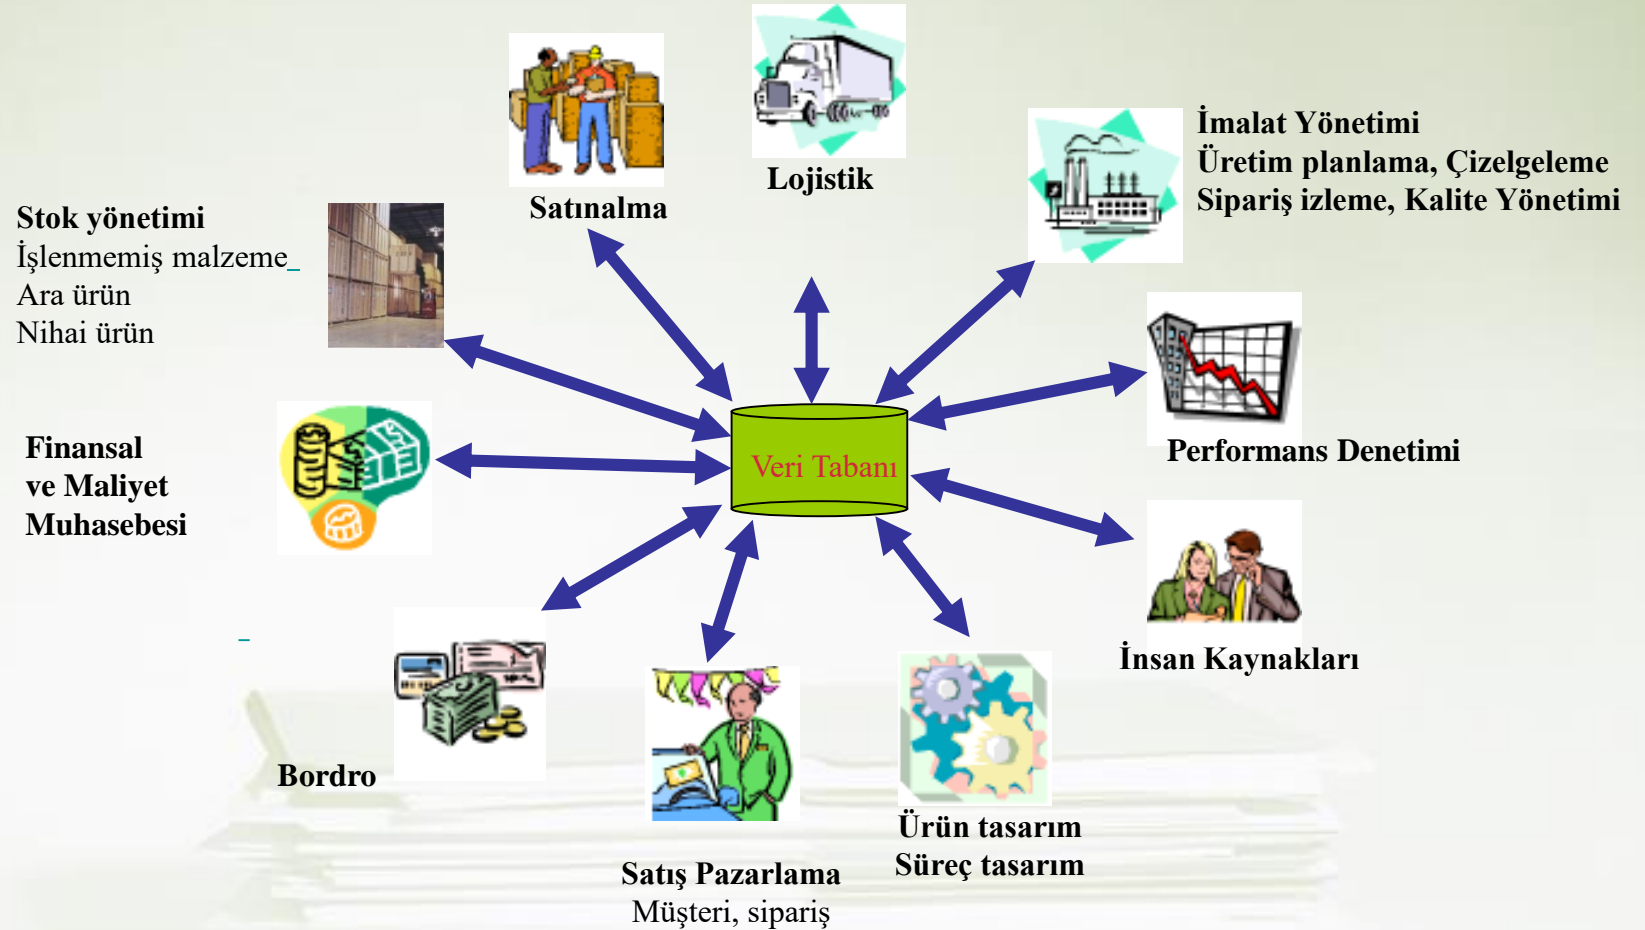 Satınalma
Lojistik
İmalat Yönetimi
Üretim planlama, Çizelgeleme
Sipariş izleme, Kalite Yönetimi
Stok yönetimi
İşlenmemiş malzeme
Ara ürün
Nihai ürün
Performans Denetimi
Finansal
ve Maliyet
Muhasebesi
Veri Tabanı
İnsan Kaynakları
Bordro
Ürün tasarım
Süreç tasarım
Satış Pazarlama
Müşteri, sipariş